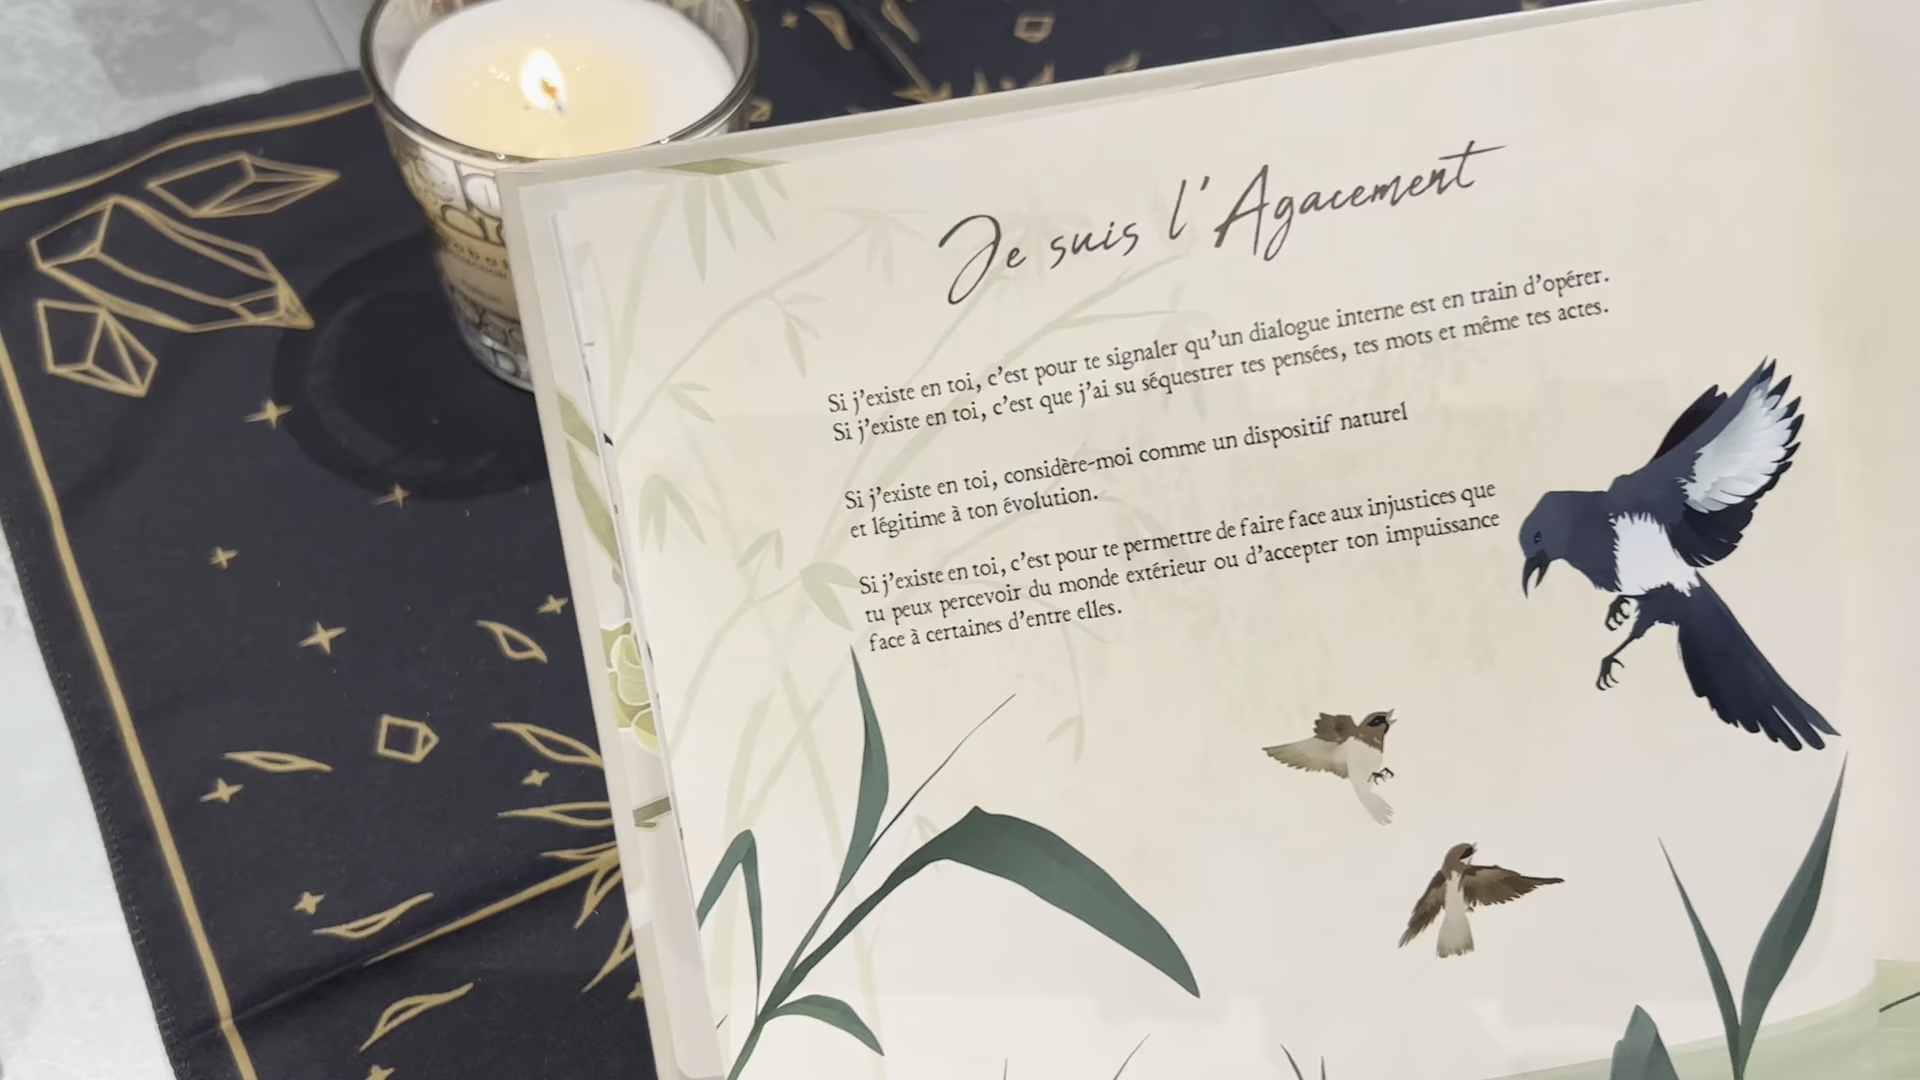 Je suis l'Agacement
Si j'existe en toi, c'est pour te signaler qu'un dialogue interne est en train d'opérer.
Si j'existe en toi, c'est que j'ai su séquestrer tes pensées, tes mots et même tes actes.
Si j'existe en toi, considère-moi comme un dispositif naturel
et légitime à ton évolution.
Si j'existe en toi, c'est pour te permettre de faire face aux injustices que
tu peux percevoir du monde extérieur ou d'accepter ton impuissance
face à certaines d'entre elles.